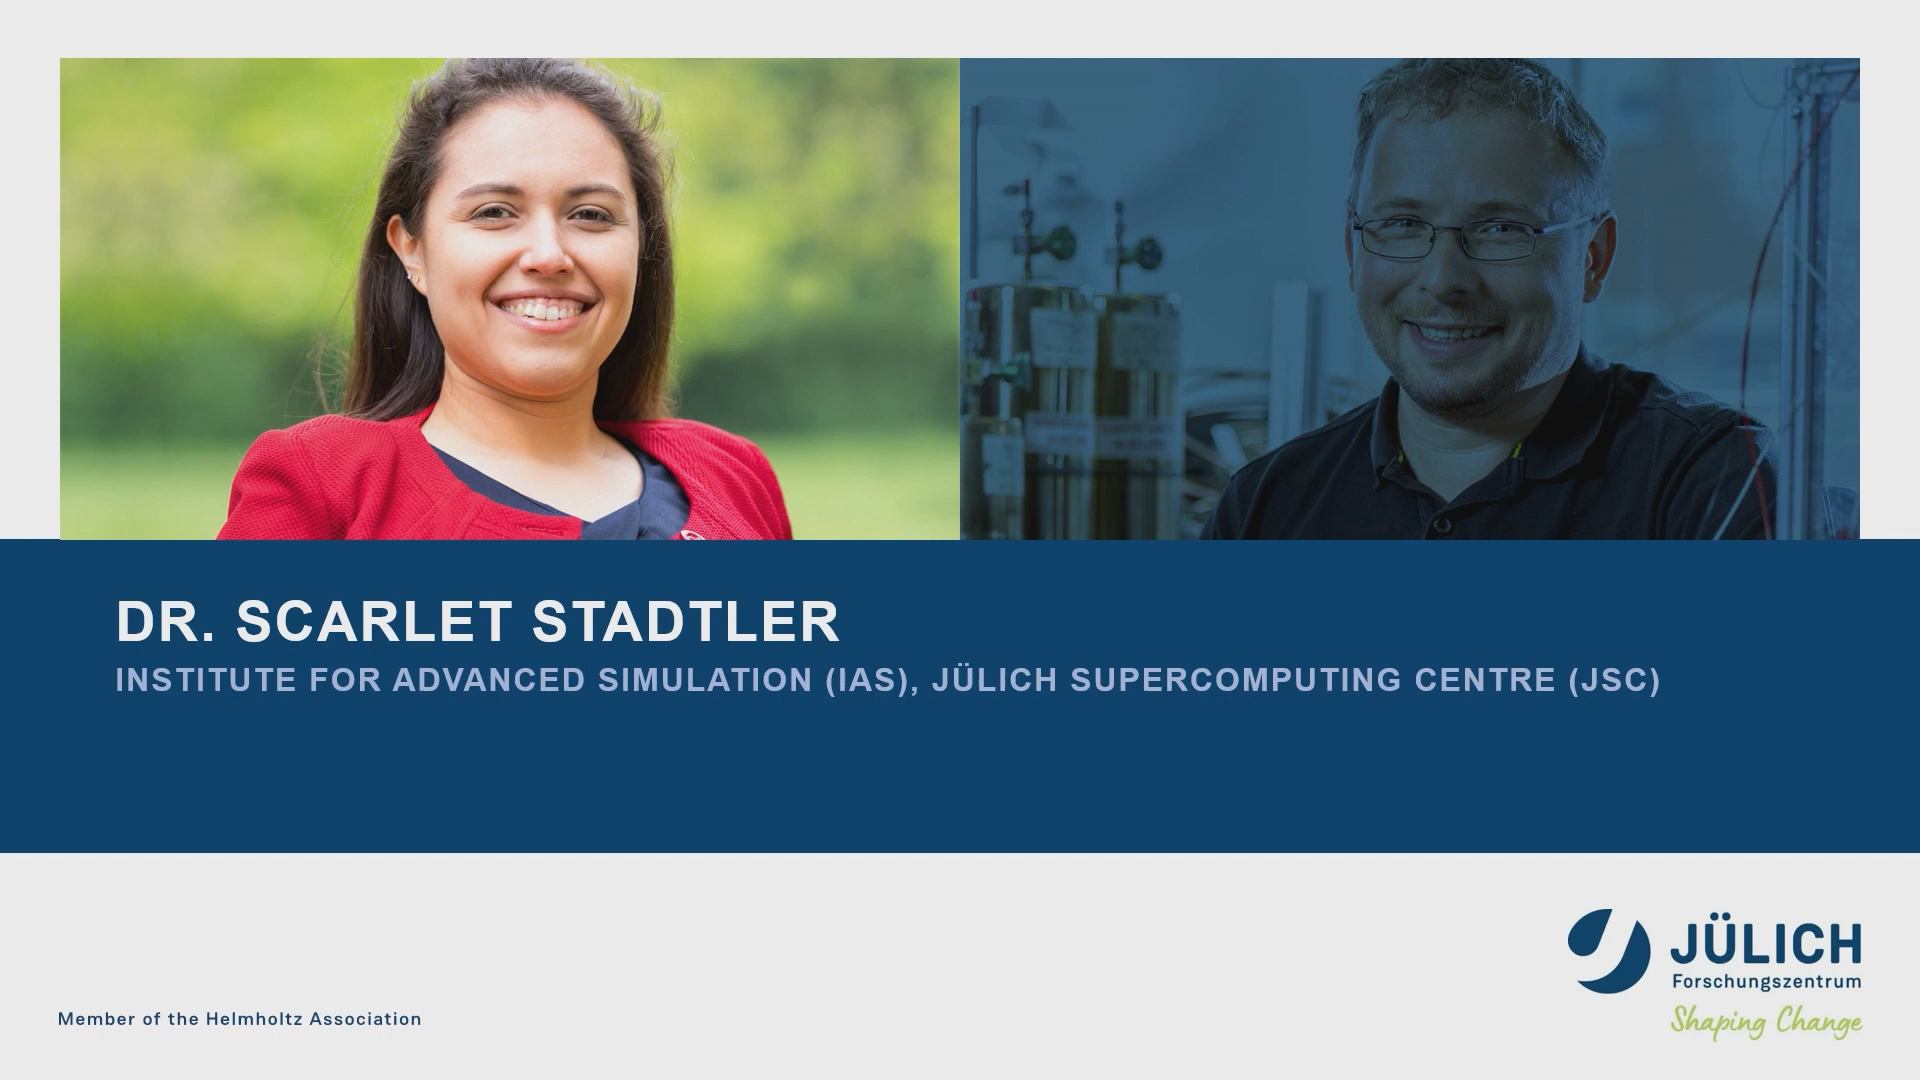 DR. SCARLET STADTLER
INSTITUTE FOR ADVANCED SIMULATION (IAS), JÜLICH SUPERCOMPUTING CENTRE (JSC)
JÜLICH
Forschungszentrum
Shaping Change
Member of the Helmholtz Association